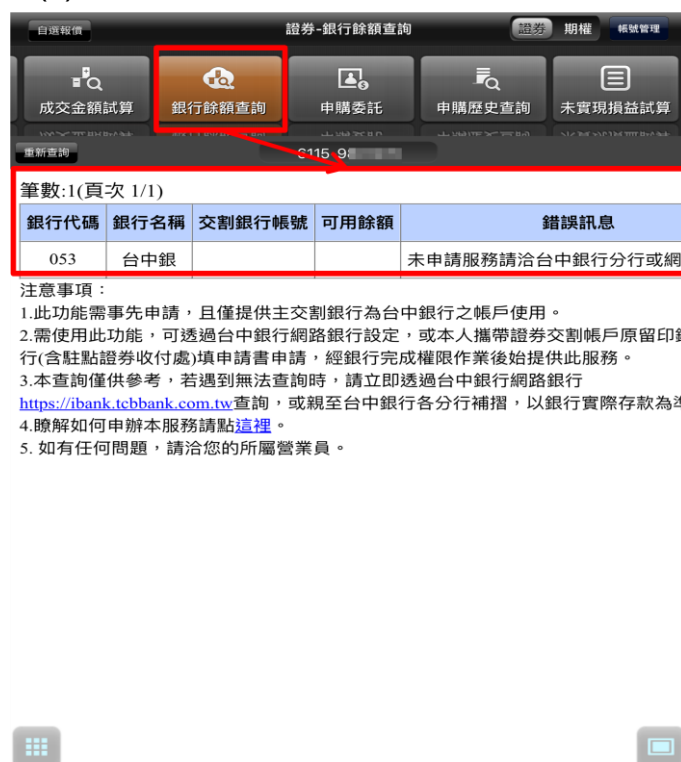 自選報價
證券-銀行餘額查詢
證券 期權
帳號管理
成交金額試算
銀行餘額查詢
申購委託
申購歷史查詢
未實現損益試算
重新查詢
6115-98
筆數:1(頁次 1/1)
銀行代碼 銀行名稱 交割銀行帳號 可用餘額 錯誤訊息
053 台中銀 未申請服務請洽台中銀行分行或網
注意事項：
1.此功能需事先申請，且僅提供主交割銀行為台中銀行之帳戶使用。
2.需使用此功能，可透過台中銀行網路銀行設定，或本人攜帶證券交割帳戶原留印
行(含駐點證券收付處)填申請書申請，經銀行完成權限作業後始提供此服務。
3.本查詢僅供參考，若遇到無法查詢時，請立即透過台中銀行網路銀行
https://ibank.tcbbank.com.tw查詢，或親至台中銀行各分行補摺，以銀行實際存款為準
4.瞭解如何申辦本服務請點這裡。
5. 如有任何問題，請洽您的所屬營業員。